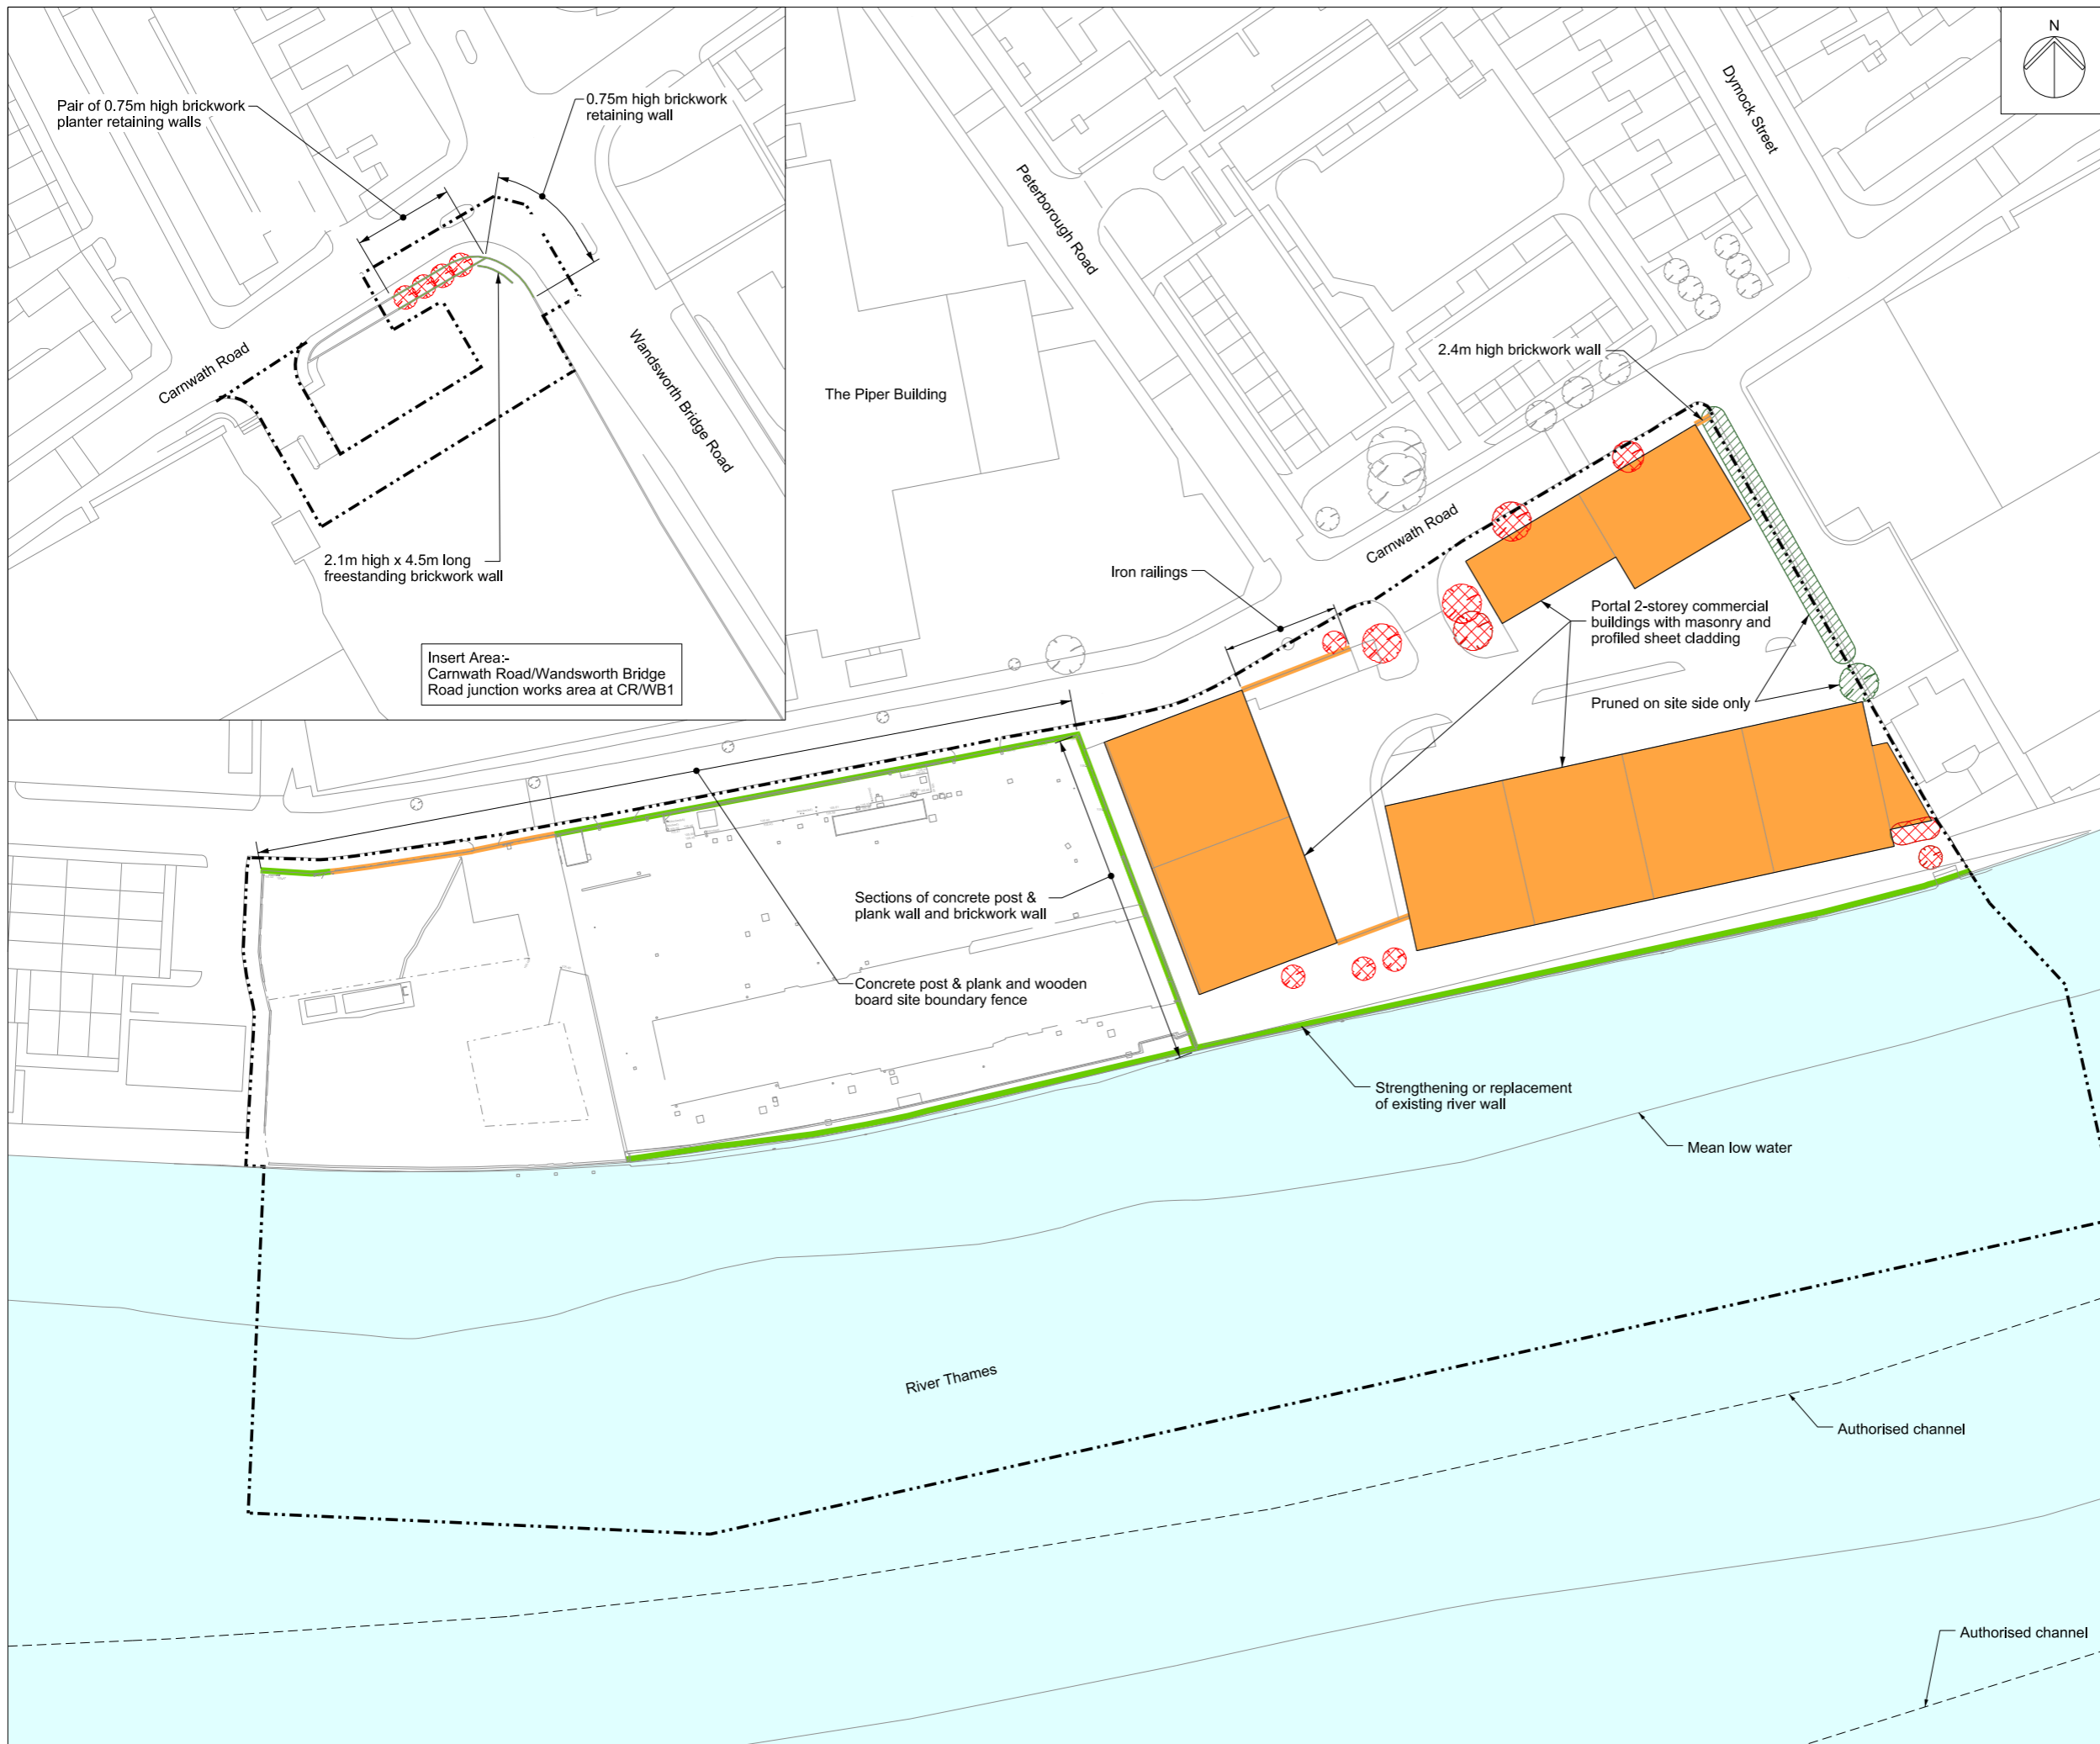 N
Pair of 0.75m high brickwork
planter retaining walls
0.75m high brickwork
retaining wall
Carnwath Road
Wandsworth Bridge Road
2.1m high x 4.5m long
freestanding brickwork wall
Insert Area:-
Carnwath Road/Wandsworth Bridge
Road junction works area at CR/WB1
Dymock Street
Peterborough Road
The Piper Building
2.4m high brickwork wall
Carnwath Road
Iron railings
Portal 2-storey commercial
buildings with masonry and
profiled sheet cladding
Pruned on site side only
Sections of concrete post &
plank wall and brickwork wall
Concrete post & plank and wooden
board site boundary fence
Strengthening or replacement
of existing river wall
Mean low water
River Thames
Authorised channel
Authorised channel